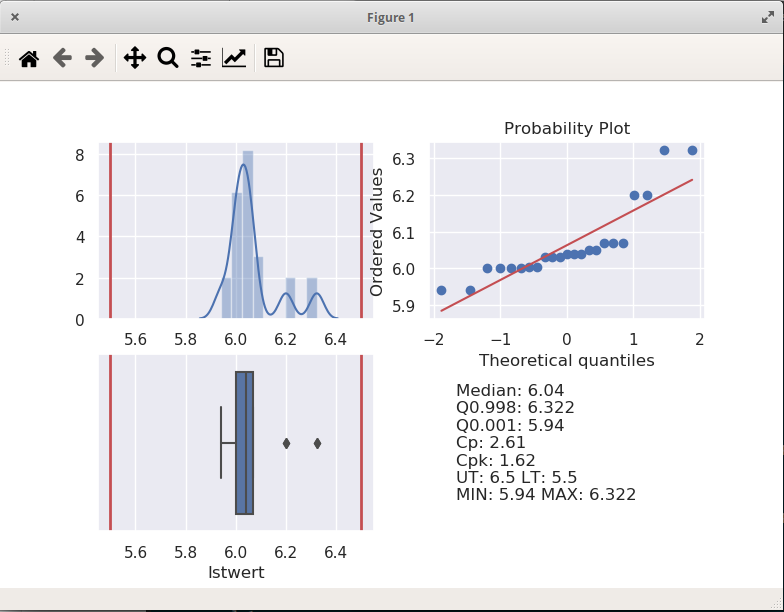 Figure 1
8
6
4
2
0
5.6 5.8 6.0 6.2 6.4
Probability Plot
Ordered Values
6.3
6.2
6.1
6.0
5.9
−2 −1 0 1 2
Theoretical quantiles
5.6 5.8 6.0 6.2 6.4
Istwert
Median: 6.04
Q0.998: 6.322
Q0.001: 5.94
Cp: 2.61
Cpk: 1.62
UT: 6.5 LT: 5.5
MIN: 5.94 MAX: 6.322